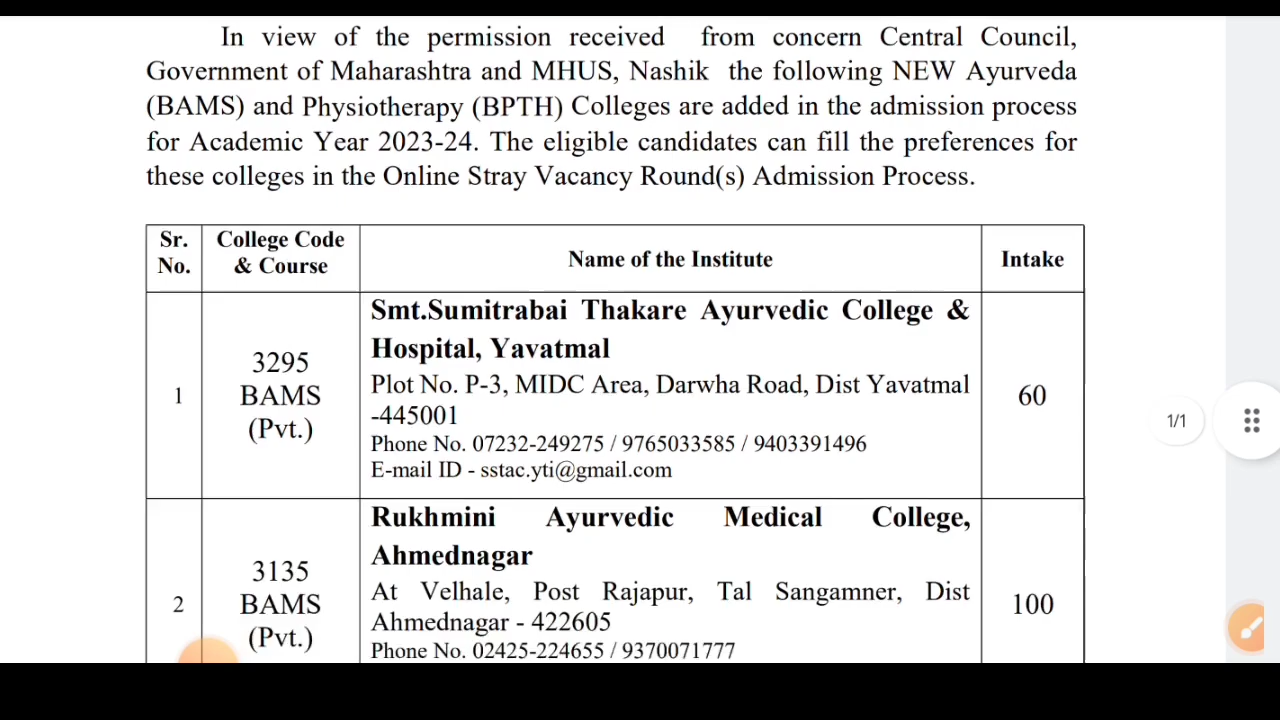 In view of the permission received from concern Central Council,
Government of Maharashtra and MHUS, Nashik the following NEW Ayurveda
(BAMS) and Physiotherapy (BPTH) Colleges are added in the admission process
for Academic Year 2023-24. The eligible candidates can fill the preferences for
these colleges in the Online Stray Vacancy Round(s) Admission Process.
Sr. No.
College Code & Course
Name of the Institute
Intake
1
3295
BAMS
(Pvt.)
Smt.Sumitrabai Thakare Ayurvedic College &
Hospital, Yavatmal
Plot No. P-3, MIDC Area, Darwha Road, Dist Yavatmal
-445001
Phone No. 07232-249275 / 9765033585 / 9403391496
E-mail ID - sstac.yti@gmail.com
60
2
3135
BAMS
(Pvt.)
Rukhmini Ayurvedic Medical College,
Ahmednagar
At Velhale, Post Rajapur, Tal Sangamner, Dist
Ahmednagar - 422605
Phone No. 02425-224655 / 9370071777
100
1/1